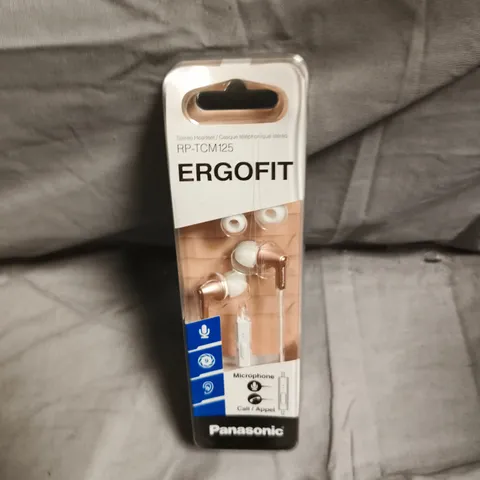 Stereo Headset / Casque téléphonique stéréo
RP-TCM125
ERGOFIT
Microphone
Call / Appel
Panasonic